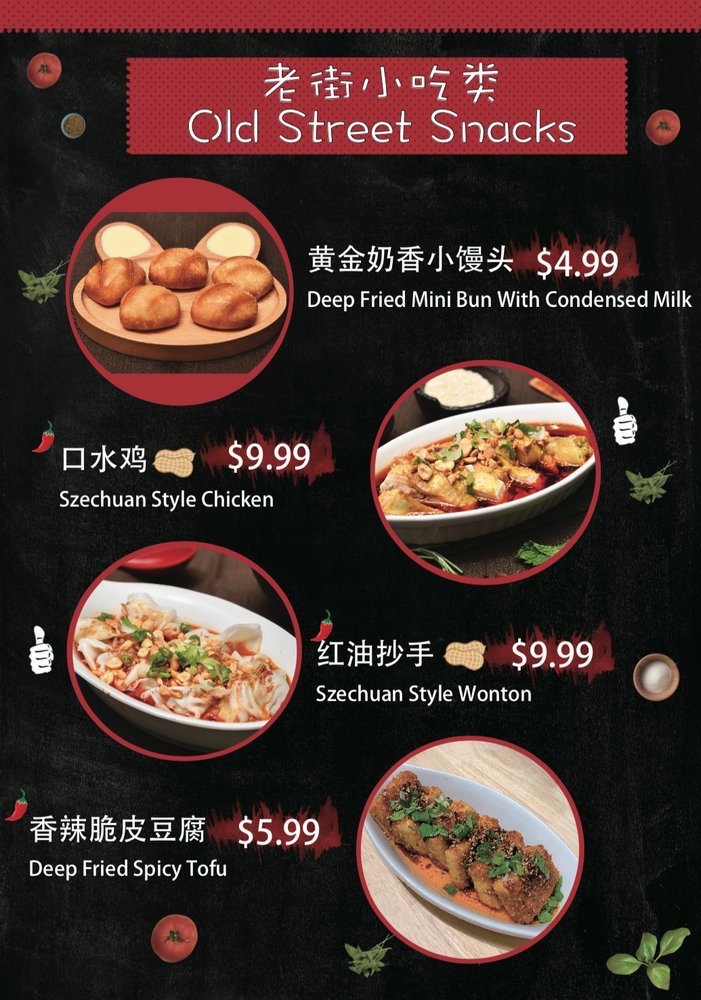 老街小吃类
Old Street Snacks
黄金奶香小馒头 $4.99
Deep Fried Mini Bun With Condensed Milk
口水鸡 $9.99
Szechuan Style Chicken
红油抄手 $9.99
Szechuan Style Wonton
香辣脆皮豆腐 $5.99
Deep Fried Spicy Tofu